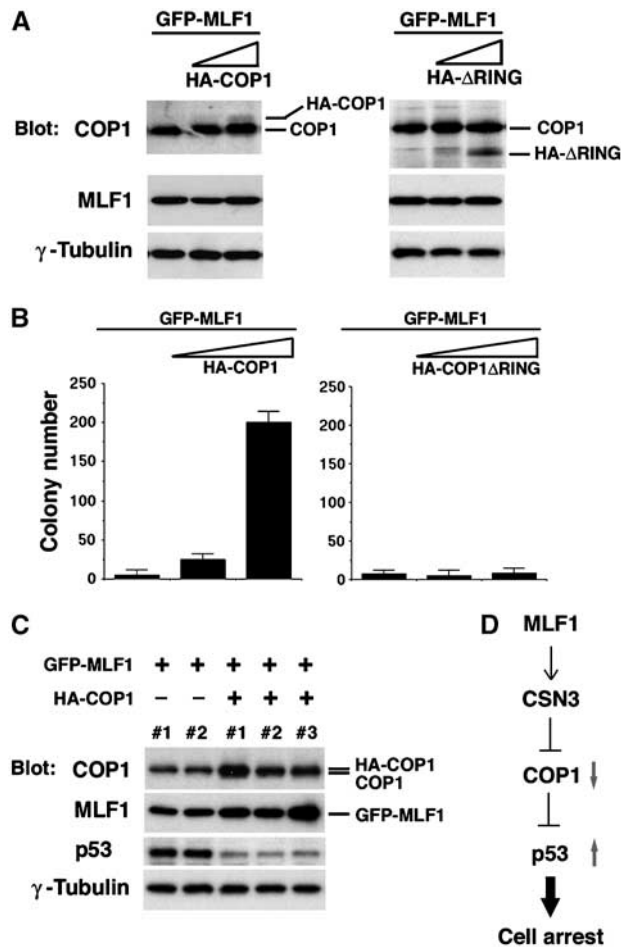 A
GFP-MLF1
HA-COP1
HA-COP1
COP1
Blot: COP1
MLF1
γ-Tubulin
GFP-MLF1
HA-ΔRING
COP1
HA-ΔRING
B
GFP-MLF1
HA-COP1
Colony number
250
200
150
100
50
0
GFP-MLF1
HA-COP1ΔRING
250
200
150
100
50
0
C
GFP-MLF1 + + + + +
HA-COP1 – – + + +
#1 #2 #1 #2 #3
Blot: COP1
HA-COP1
COP1
MLF1
GFP-MLF1
p53
γ-Tubulin
D
MLF1
CSN3
COP1
p53
Cell arrest